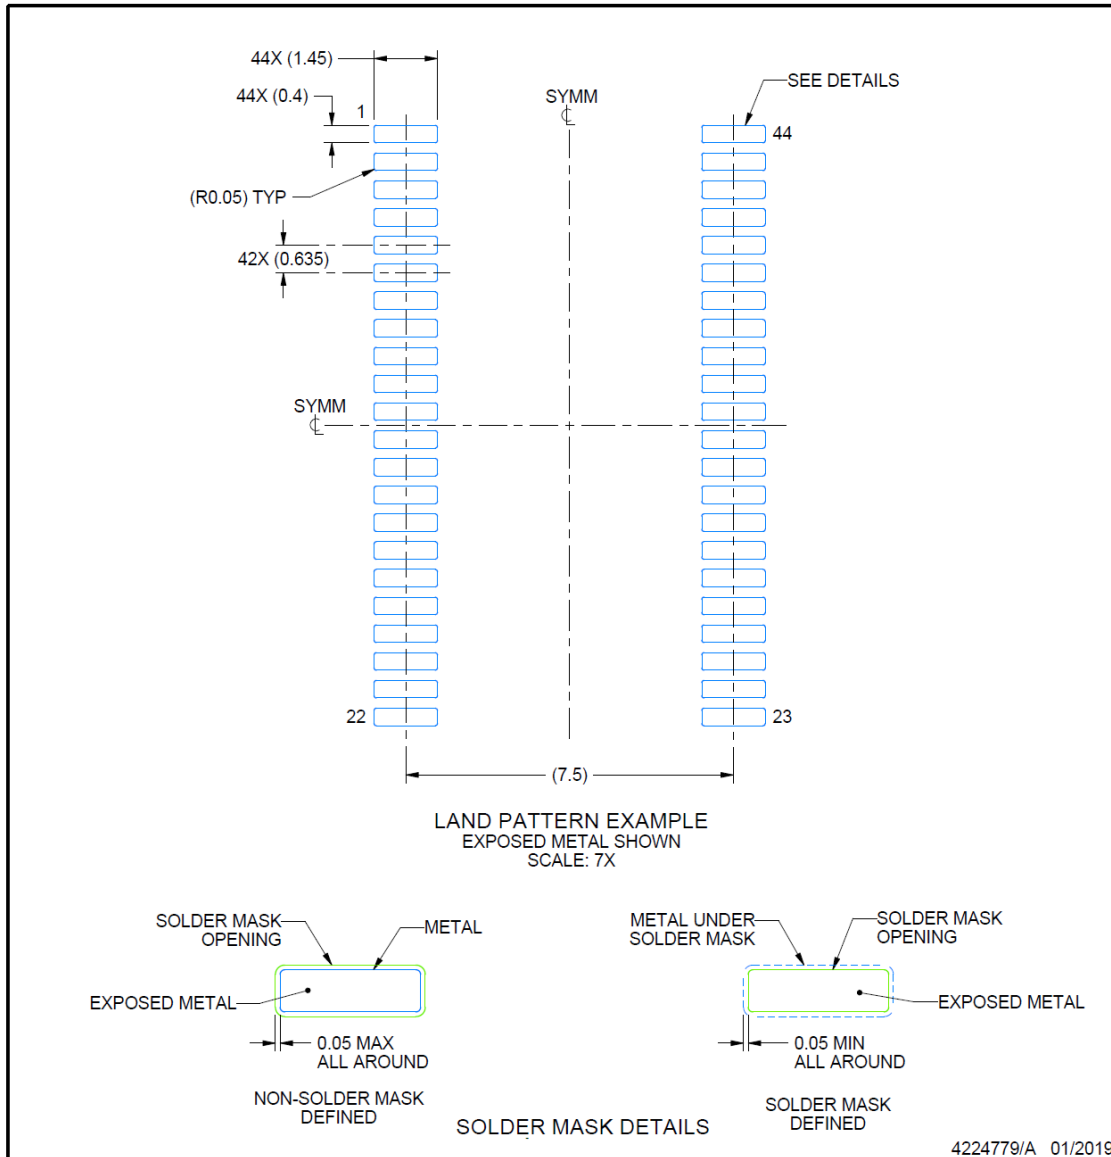 44X (1.45)
44X (0.4)
1
SYMM
SEE DETAILS
44
(R0.05) TYP
42X (0.635)
SYMM
22
23
(7.5)
LAND PATTERN EXAMPLE
EXPOSED METAL SHOWN
SCALE: 7X
SOLDER MASK
OPENING
METAL
EXPOSED METAL
0.05 MAX
ALL AROUND
NON-SOLDER MASK
DEFINED
METAL UNDER
SOLDER MASK
SOLDER MASK
OPENING
EXPOSED METAL
0.05 MIN
ALL AROUND
SOLDER MASK
DEFINED
SOLDER MASK DETAILS
4224779/A 01/2019